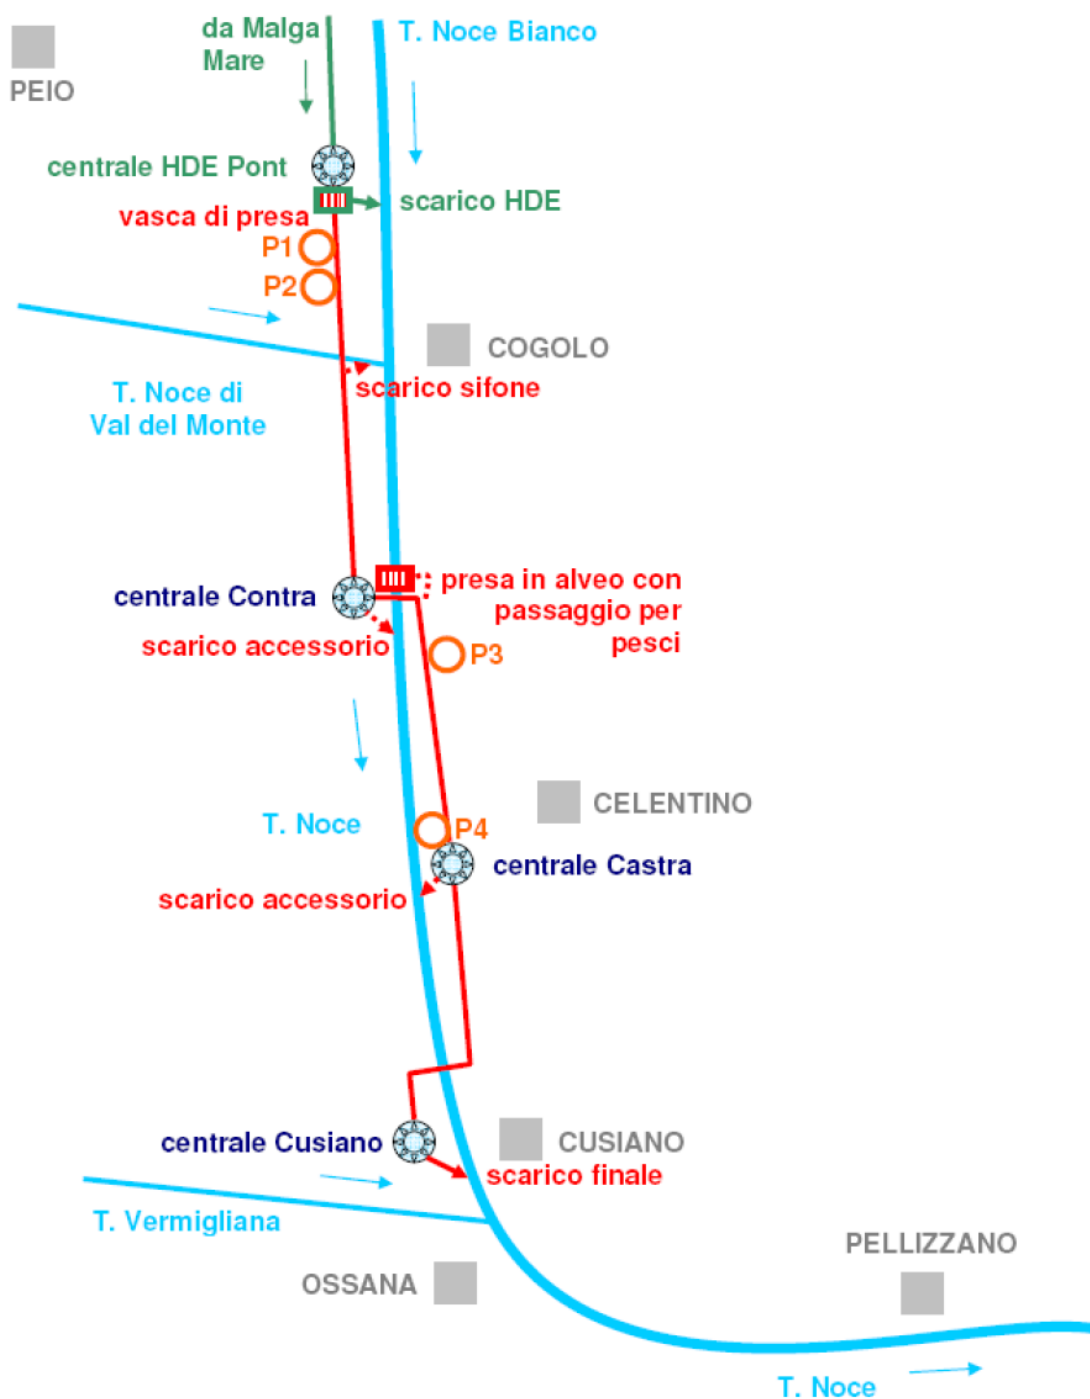 da Malga
Mare
T. Noce Bianco
PEIO
centrale HDE Pont
scarico HDE
vasca di presa
P1
P2
COGOLO
scarico sifone
T. Noce di
Val del Monte
presa in alveo con
passaggio per
pesci
centrale Contra
scarico accessorio
P3
CELENTINO
T. Noce
P4
centrale Castra
scarico accessorio
centrale Cusiano
CUSIANO
scarico finale
T. Vermigliana
PELLIZZANO
OSSANA
T. Noce